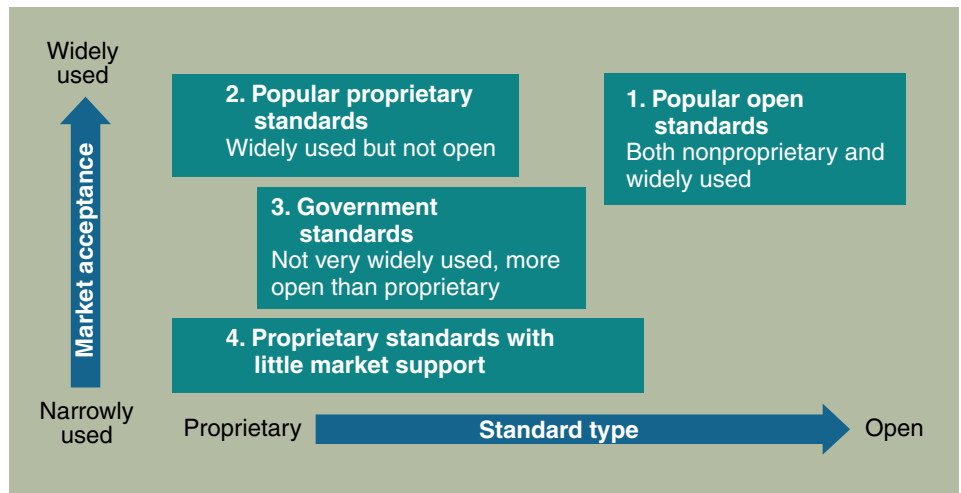 Widely
used
Market acceptance
Narrowly
used
2. Popular proprietary
standards
Widely used but not open
1. Popular open
standards
Both nonproprietary and
widely used
3. Government
standards
Not very widely used, more
open than proprietary
4. Proprietary standards with
little market support
Proprietary
Standard type
Open